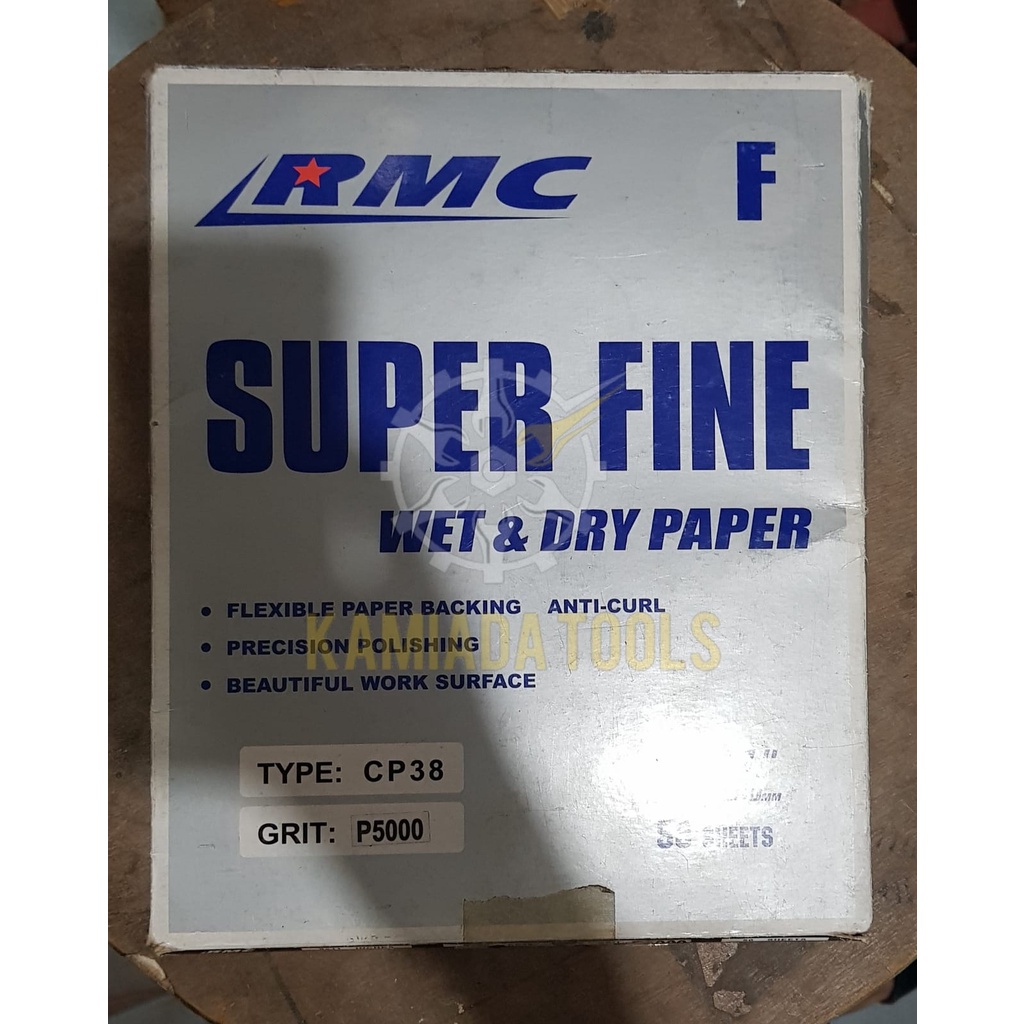 RMC F
SUPER FINE
WET & DRY PAPER
• FLEXIBLE PAPER BACKING ANTI-CURL
KAMIADA TOOLS
• PRECISION POLISHING
• BEAUTIFUL WORK SURFACE
TYPE: CP38
GRIT: P5000
SHEETS